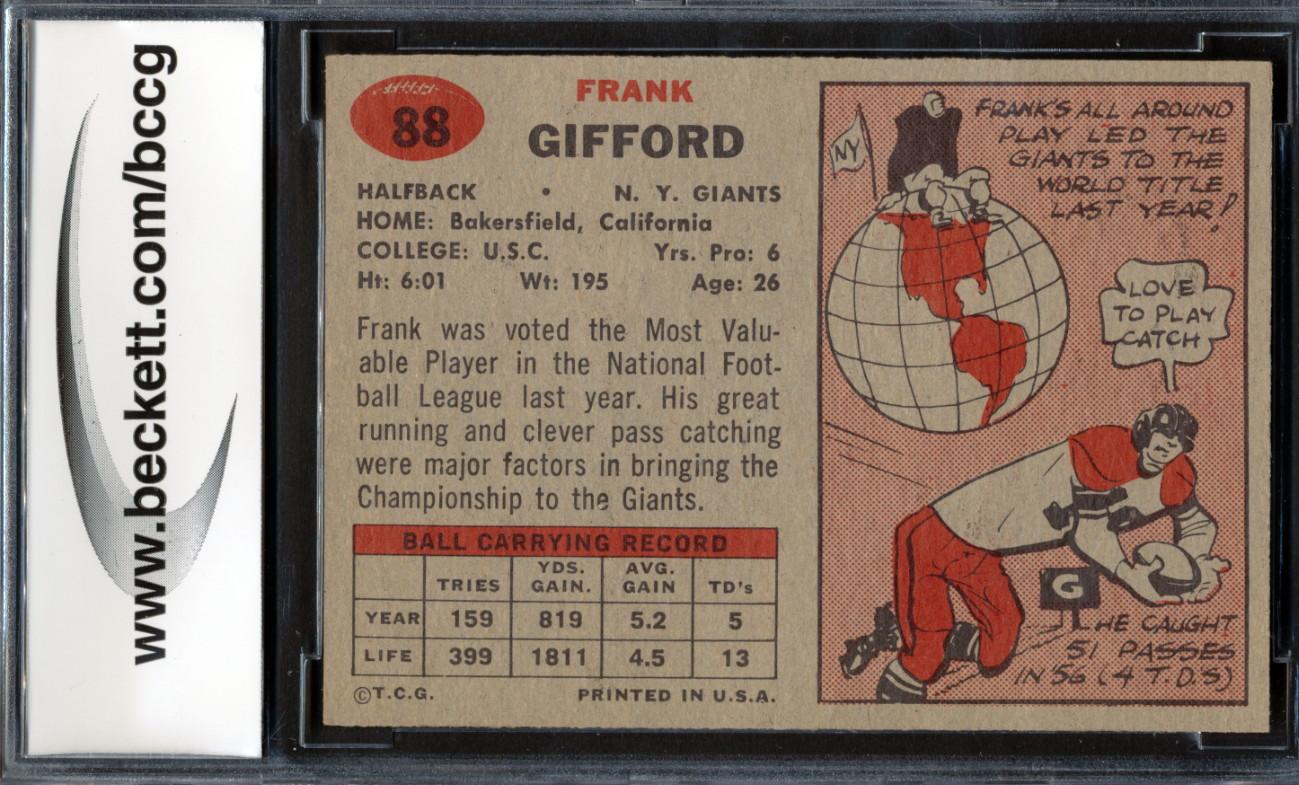 www.beckett.com/bccg
88
FRANK
GIFFORD
HALFBACK • N. Y. GIANTS
HOME: Bakersfield, California
COLLEGE: U.S.C. Yrs. Pro: 6
Ht: 6:01 Wt: 195 Age: 26
Frank was voted the Most Valu-
able Player in the National Foot-
ball League last year. His great
running and clever pass catching
were major factors in bringing the
Championship to the Giants.
BALL CARRYING RECORD
TRIES YDS. GAIN. AVG. GAIN TD's
YEAR 159 819 5.2 5
LIFE 399 1811 4.5 13
©T.C.G. PRINTED IN U.S.A.
NY
FRANK'S ALL AROUND
PLAY LED THE
GIANTS TO THE
WORLD TITLE
LAST YEAR!
LOVE
TO PLAY
CATCH
G
HE CAUGHT
51 PASSES
IN 56 (4 T.D.S)